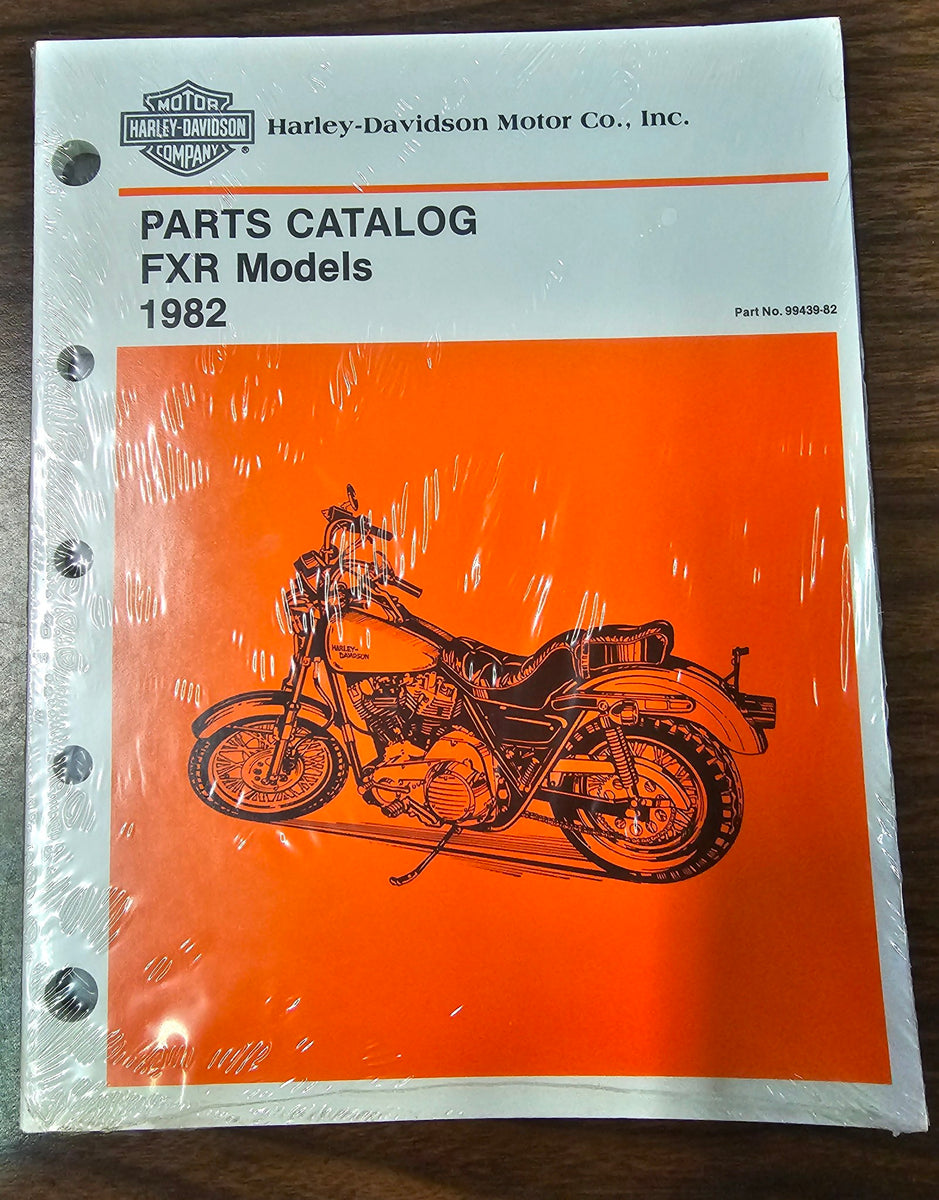 MOTOR
HARLEY-DAVIDSON
COMPANY
®
Harley-Davidson Motor Co., Inc.
PARTS CATALOG
FXR Models
1982
Part No. 99439-82
HARLEY-
DAVIDSON